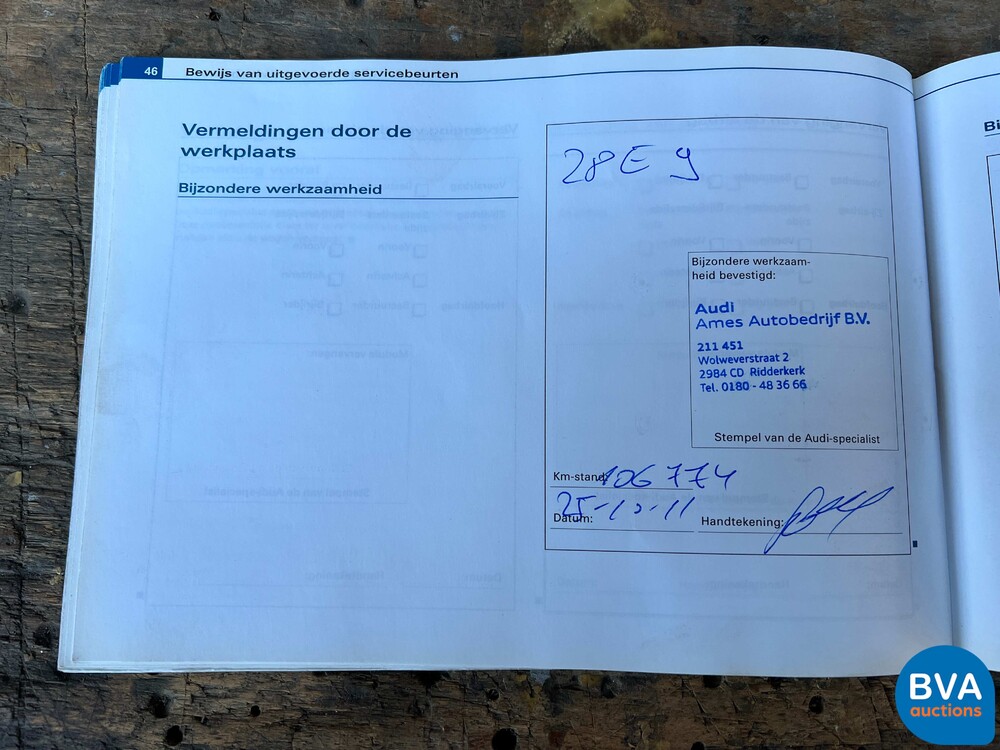 46 Bewijs van uitgevoerde servicebeurten
Vermeldingen door de
werkplaats
Bijzondere werkzaamheid
28E 9
Bijzondere werkzaam-
heid bevestigd:
Audi
Ames Autobedrijf B.V.
211 451
Wolweverstraat 2
2984 CD Ridderkerk
Tel. 0180 - 48 36 66
Stempel van de Audi-specialist
Km-stand: 106 774
25-10-11
Datum:
Handtekening:
Bi
BVA
auctions